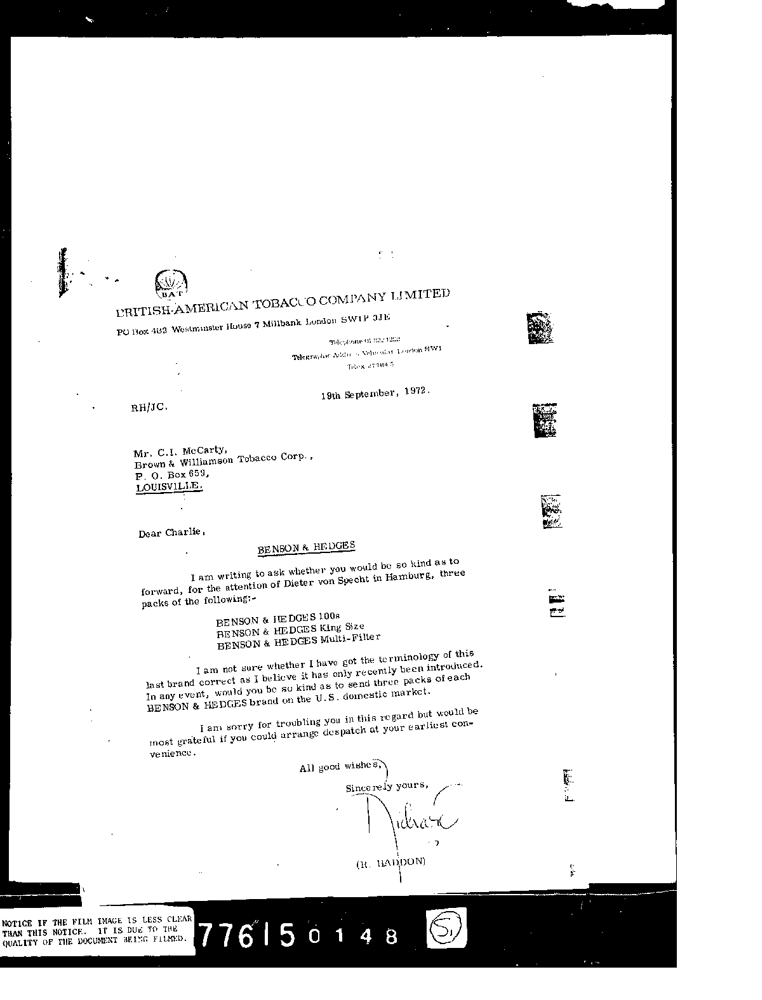 BAT
BRITISH-AMERICAN TOBACCO COMPANY LIMITED
PO Box 482 Westminster House 7 Millbank London SW1P 3JE
Telephone 01 222 1222
London SW1
Telex
19th September, 1972.
RH/JC.
Mr. C.I. McCarty,
Brown & Williamson Tobacco Corp.,
P. O. Box 659,
LOUISVILLE.
Dear Charlie,
BENSON & HEDGES
I am writing to ask whether you would be so kind as to
forward, for the attention of Dieter von Specht in Hamburg, three
packs of the following:-
BENSON & HEDGES 100s
BENSON & HEDGES King Size
BENSON & HEDGES Multi-Filter
I am not sure whether I have got the terminology of this
last brand correct as I believe it has only recently been introduced.
In any event, would you be so kind as to send three packs of each
BENSON & HEDGES brand on the U.S. domestic market.
I am sorry for troubling you in this regard but would be
most grateful if you could arrange despatch at your earliest con-
venience.
All good wishes,
Sincerely yours,
Richard
(R. HADDON)
NOTICE IF THE FILM IMAGE IS LESS CLEAR
THAN THIS NOTICE. IT IS DUE TO THE
QUALITY OF THE DOCUMENT BEING FILMED.
776150148